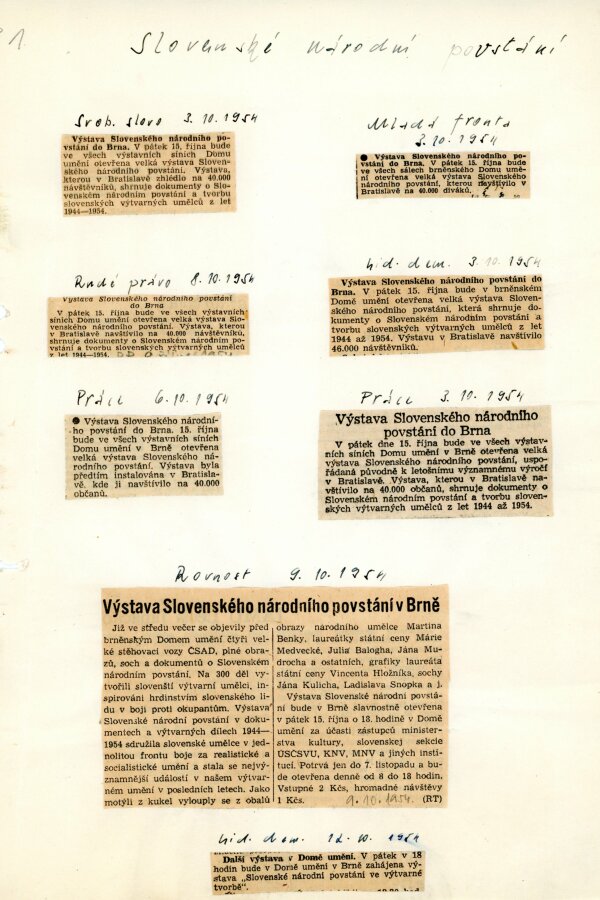 1.
Slovenské národní povstání
Svob. slovo 3.10.1954
Výstava Slovenského národního po-
vstání do Brna. V pátek 15. října bude
ve všech výstavních síních Domu
umění otevřena velká výstava Sloven-
ského národního povstání. Výstava,
kterou v Bratislavě zhlédlo na 40.000
návštěvníků, shrnuje dokumenty o Slo-
venském národním povstání a tvorbu
slovenských výtvarných umělců z let
1944—1954.
Mladá fronta
3.10.1954
● Výstava Slovenského národního po-
vstání do Brna. V pátek 15. října bude
ve všech sálech brněnského Domu umě-
ní otevřena velká výstava Slovenského
národního povstání, kterou navštívilo v
Bratislavě na 40.000 diváků.
Rudé právo 8.10.1954
Výstava Slovenského národního povstání
do Brna
V pátek 15. října bude ve všech výstavních
síních Domu umění otevřena velká výstava Slo-
venského národního povstání. Výstavu, kterou
v Bratislavě navštívilo na 40.000 návštěvníků,
shrnuje dokumenty o Slovenském národním po-
vstání a tvorbu slovenských výtvarných umělců
z let 1944—1954.
Lid. dem. 3.10.1954
Výstava Slovenského národního povstání do
Brna. V pátek 15. října bude v brněnském
Domě umění otevřena velká výstava Sloven-
ského národního povstání, která shrnuje do-
kumenty o Slovenském národním povstání a
tvorbu slovenských výtvarných umělců z let
1944 až 1954. Výstavu v Bratislavě navštívilo
46.000 návštěvníků.
Práce 6.10.1954
● Výstava Slovenského národní-
ho povstání do Brna. 15. října
bude ve všech výstavních síních
Domu umění v Brně otevřena
velká výstava Slovenského ná-
rodního povstání. Výstava byla
předtím instalována v Bratisla-
vě, kde ji navštívilo na 40.000
občanů.
Práce 3.10.1954
Výstava Slovenského národního
povstání do Brna
V pátek dne 15. října bude ve všech výstav-
ních síních Domu umění v Brně otevřena velká
výstava Slovenského národního povstání, uspo-
řádaná původně k letošnímu významnému výročí
v Bratislavě. Výstava, kterou v Bratislavě na-
vštívilo na 40.000 občanů, shrnuje dokumenty o
Slovenském národním povstání a tvorbu sloven-
ských výtvarných umělců z let 1944 až 1954.
Rovnost 9.10.1954
Výstava Slovenského národního povstání v Brně
Již ve středu večer se objevily před
brněnským Domem umění čtyři vel-
ké stěhovací vozy ČSAD, plné obra-
zů, soch a dokumentů o Slovenském
národním povstání. Na 300 děl vy-
tvořili slovenští výtvarní umělci, in-
spirováni hrdinstvím slovenského li-
du v boji proti okupantům. Výstava
Slovenské národní povstání v doku-
mentech a výtvarných dílech 1944—
1954 sdružila slovenské umělce v jed-
nolitou frontu boje za realistické a
socialistické umění a stala se nejvý-
znamnější událostí v našem výtvar-
ném umění v posledních letech. Jako
motýli z kukel vylouply se z obalů
obrazy národního umělce Martina
Benky, laureátky státní ceny Márie
Medvecké, Julia Balogha, Jána Mu-
drocha a ostatních, grafiky laureáta
státní ceny Vincenta Hložníka, sochy
Jána Kulicha, Ladislava Snopka a j.
Výstava Slovenské národní povstá-
ní bude v Brně slavnostně otevřena
v pátek 15. října o 18. hodině v Domě
umění za účasti zástupců minister-
stva kultury, slovenskej sekcie
ÚSČSVU, KNV, MNV a jiných institu-
cí. Potrvá jen do 7. listopadu a bu-
de otevřena denně od 8 do 18 hodin.
Vstupné 2 Kčs, hromadné návštěvy
1 Kčs. 9.10.1954. (RT)
Lid. dem. 12.10.1954
Další výstava v Domě umění. V pátek v 18
hodin bude v Domě umění v Brně zahájena vý-
stava „Slovenské národní povstání ve výtvarné
tvorbě".